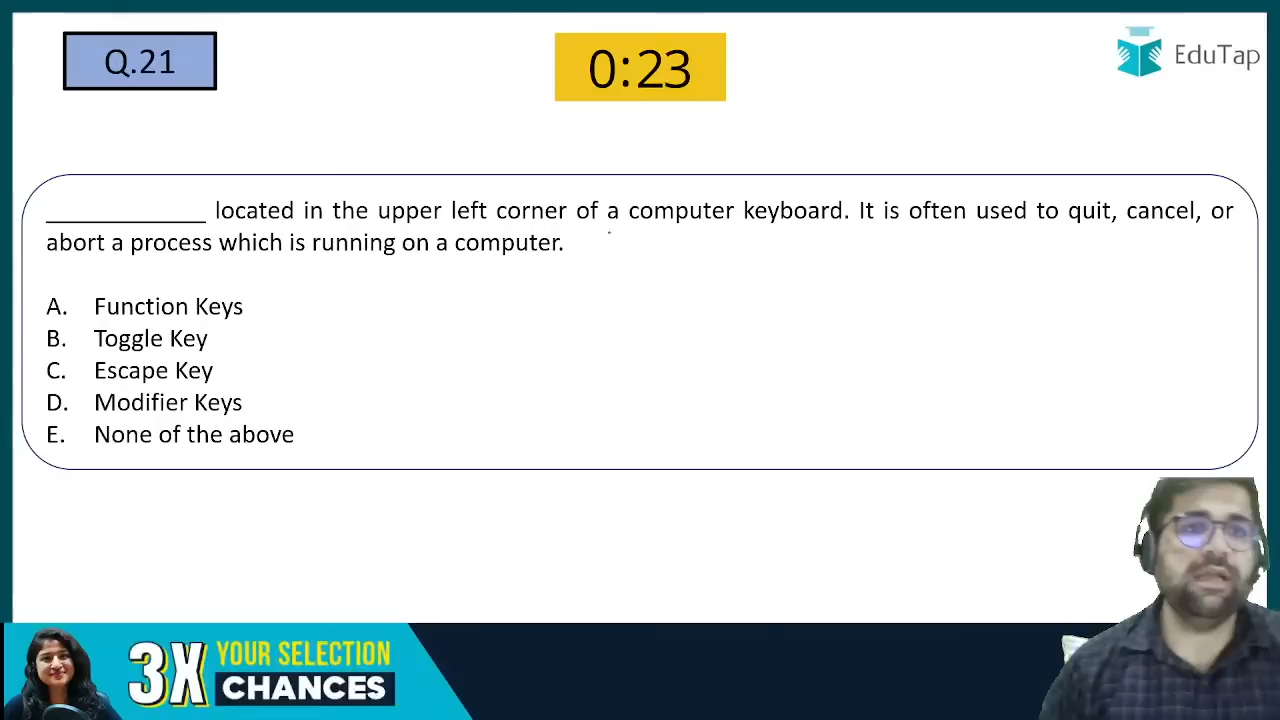 Q.21
0:23
EduTap
____________ located in the upper left corner of a computer keyboard. It is often used to quit, cancel, or
abort a process which is running on a computer.
A. Function Keys
B. Toggle Key
C. Escape Key
D. Modifier Keys
E. None of the above
3X YOUR SELECTION
CHANCES